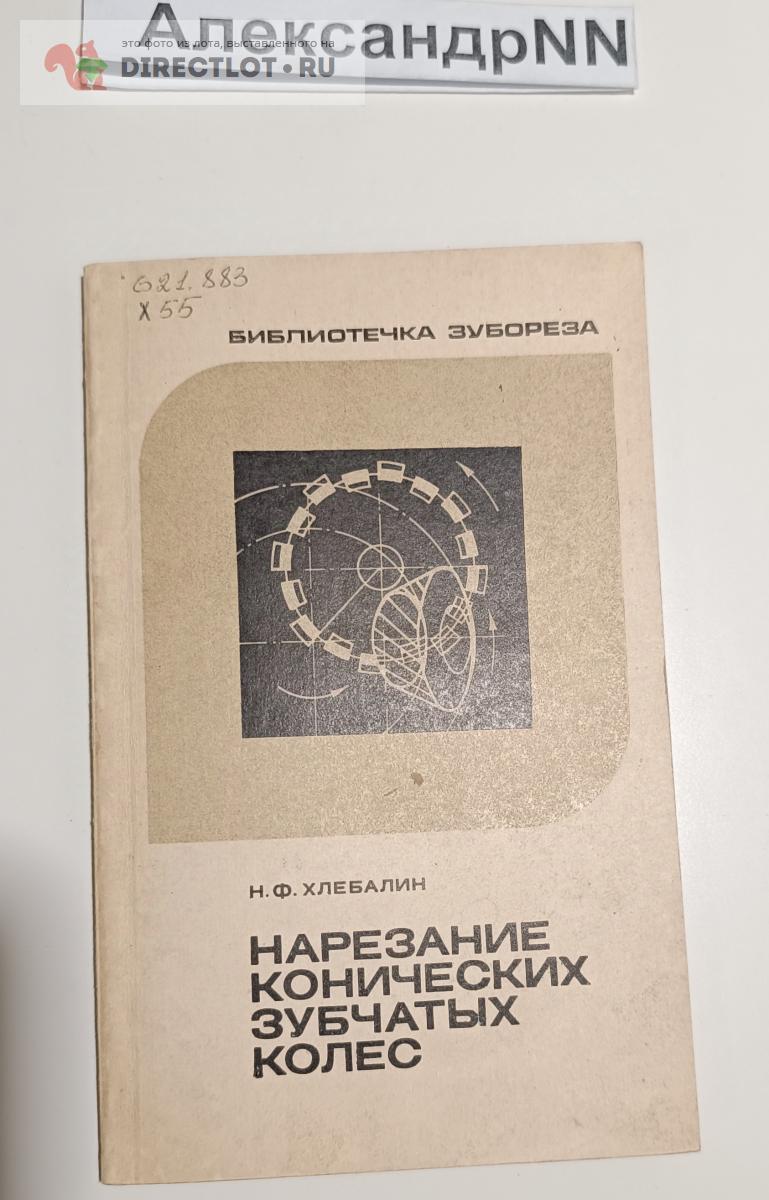 АлександрNN
это фото из лота, выставленного на
DIRECTLOT.RU
621.883
Х55
БИБЛИОТЕЧКА ЗУБОРЕЗА
Н.Ф. ХЛЕБАЛИН
НАРЕЗАНИЕ
КОНИЧЕСКИХ
ЗУБЧАТЫХ
КОЛЕС